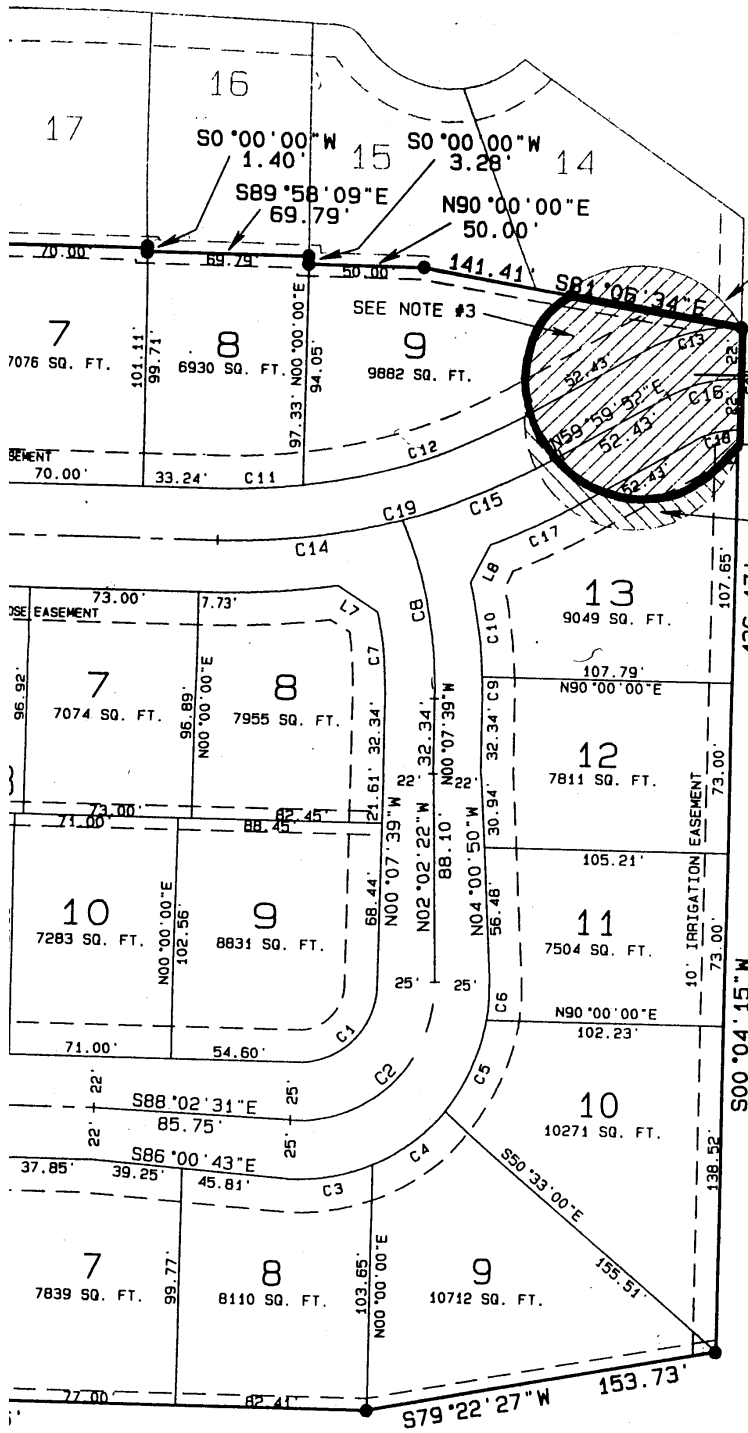 16
17
S0°00'00"W
1.40'
15
S0°00'00"W
3.28'
14
S89°58'09"E
69.79'
N90°00'00"E
50.00'
70.00'
69.79'
50.00'
141.41'
S81°06'34"E
SEE NOTE #3
7
7076 SQ. FT.
101.11'
99.71'
8
6930 SQ. FT.
97.33'
N00°00'00"E
94.05'
9
9882 SQ. FT.
52.43'
C13
22'
N59°59'52"E
52.43'
C16
22'
C18
52.43'
C12
70.00'
33.24'
C11
C19
C15
C14
C17
73.00'
7.73'
L7
L8
EASEMENT
C7
C8
C10
13
9049 SQ. FT.
107.65'
107.79'
N90°00'00"E
C9
96.92'
7
7074 SQ. FT.
96.89'
N00°00'00"E
8
7955 SQ. FT.
32.34'
21.61'
32.34'
N00°07'39"W
32.34'
30.94'
22'
22'
12
7811 SQ. FT.
73.00'
10' IRRIGATION EASEMENT
73.00'
71.00'
82.45'
88.45'
105.21'
10
7283 SQ. FT.
N00°00'00"E
102.56'
9
8831 SQ. FT.
68.44'
N00°07'39"W
N02°02'22"W
88.10'
N04°00'50"W
56.48'
11
7504 SQ. FT.
73.00'
25'
25'
C6
N90°00'00"E
102.23'
S00°04'15"W
71.00'
54.60'
C1
C2
C5
22'
S88°02'31"E
85.75'
25'
22'
25'
10
10271 SQ. FT.
138.52'
S86°00'43"E
37.85'
39.25'
45.81'
C3
C4
S50°33'00"E
155.51'
7
7839 SQ. FT.
99.77'
8
8110 SQ. FT.
103.65'
N00°00'00"E
9
10712 SQ. FT.
77.00'
82.41'
S79°22'27"W
153.73'